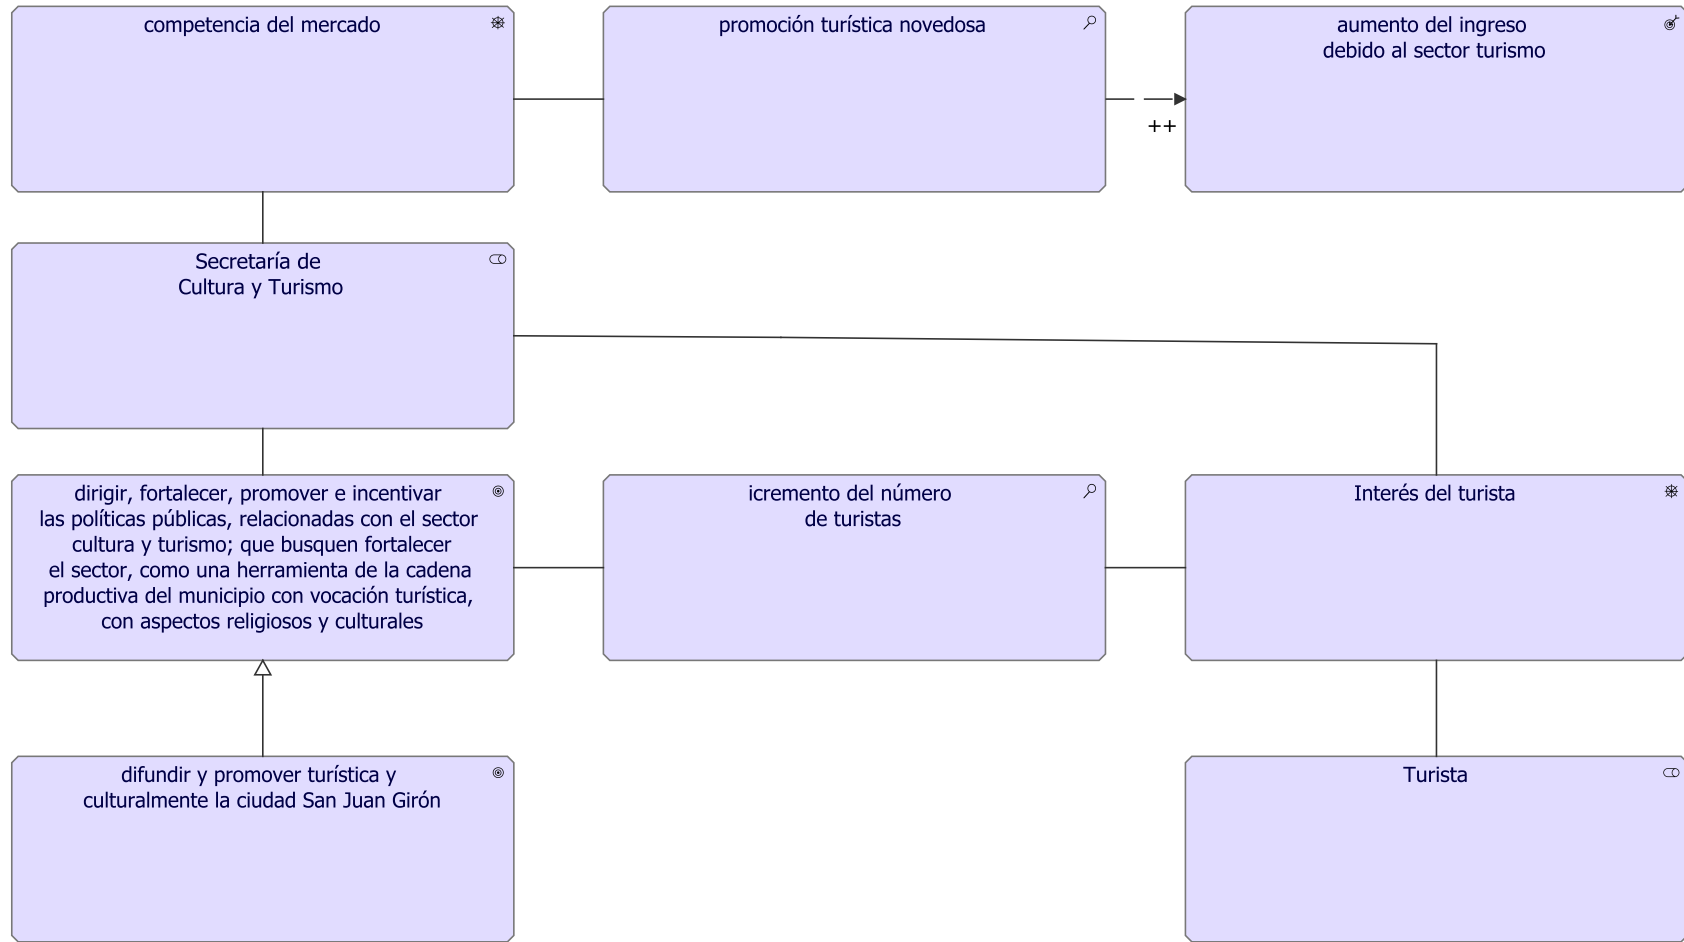 competencia del mercado
promoción turística novedosa
aumento del ingreso
debido al sector turismo
++
Secretaría de
Cultura y Turismo
dirigir, fortalecer, promover e incentivar
las políticas públicas, relacionadas con el sector
cultura y turismo; que busquen fortalecer
el sector, como una herramienta de la cadena
productiva del municipio con vocación turística,
con aspectos religiosos y culturales
icremento del número
de turistas
Interés del turista
difundir y promover turística y
culturalmente la ciudad San Juan Girón
Turista